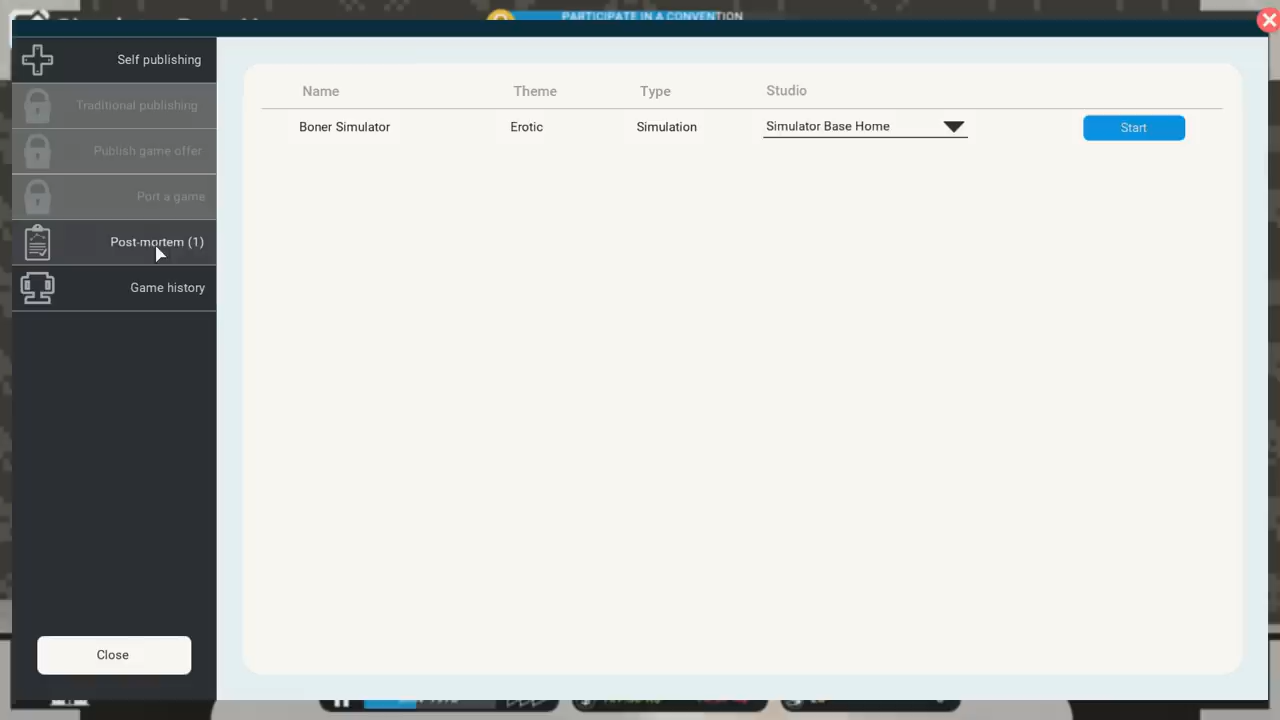 PARTICIPATE IN A CONVENTION
Self publishing
Traditional publishing
Publish game offer
Port a game
Post-mortem (1)
Game history
Close
Name Theme Type Studio
Boner Simulator Erotic Simulation Simulator Base Home Start